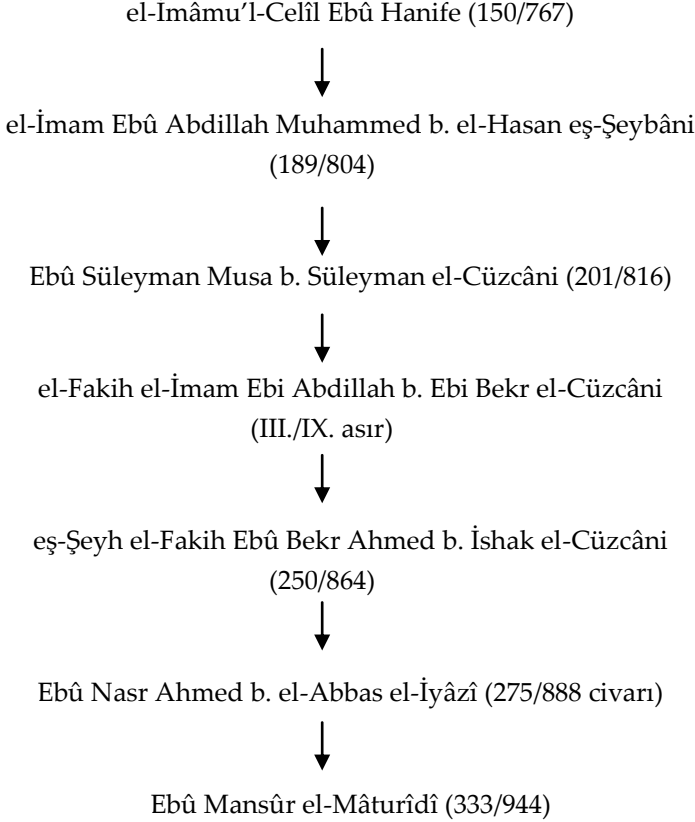 el-Imâmu'l-Celîl Ebû Hanife (150/767)
el-İmam Ebû Abdillah Muhammed b. el-Hasan eş-Şeybâni
(189/804)
Ebû Süleyman Musa b. Süleyman el-Cüzcâni (201/816)
el-Fakih el-İmam Ebi Abdillah b. Ebi Bekr el-Cüzcâni
(III./IX. asır)
eş-Şeyh el-Fakih Ebû Bekr Ahmed b. İshak el-Cüzcâni
(250/864)
Ebû Nasr Ahmed b. el-Abbas el-İyâzî (275/888 civarı)
Ebû Mansûr el-Mâturîdî (333/944)